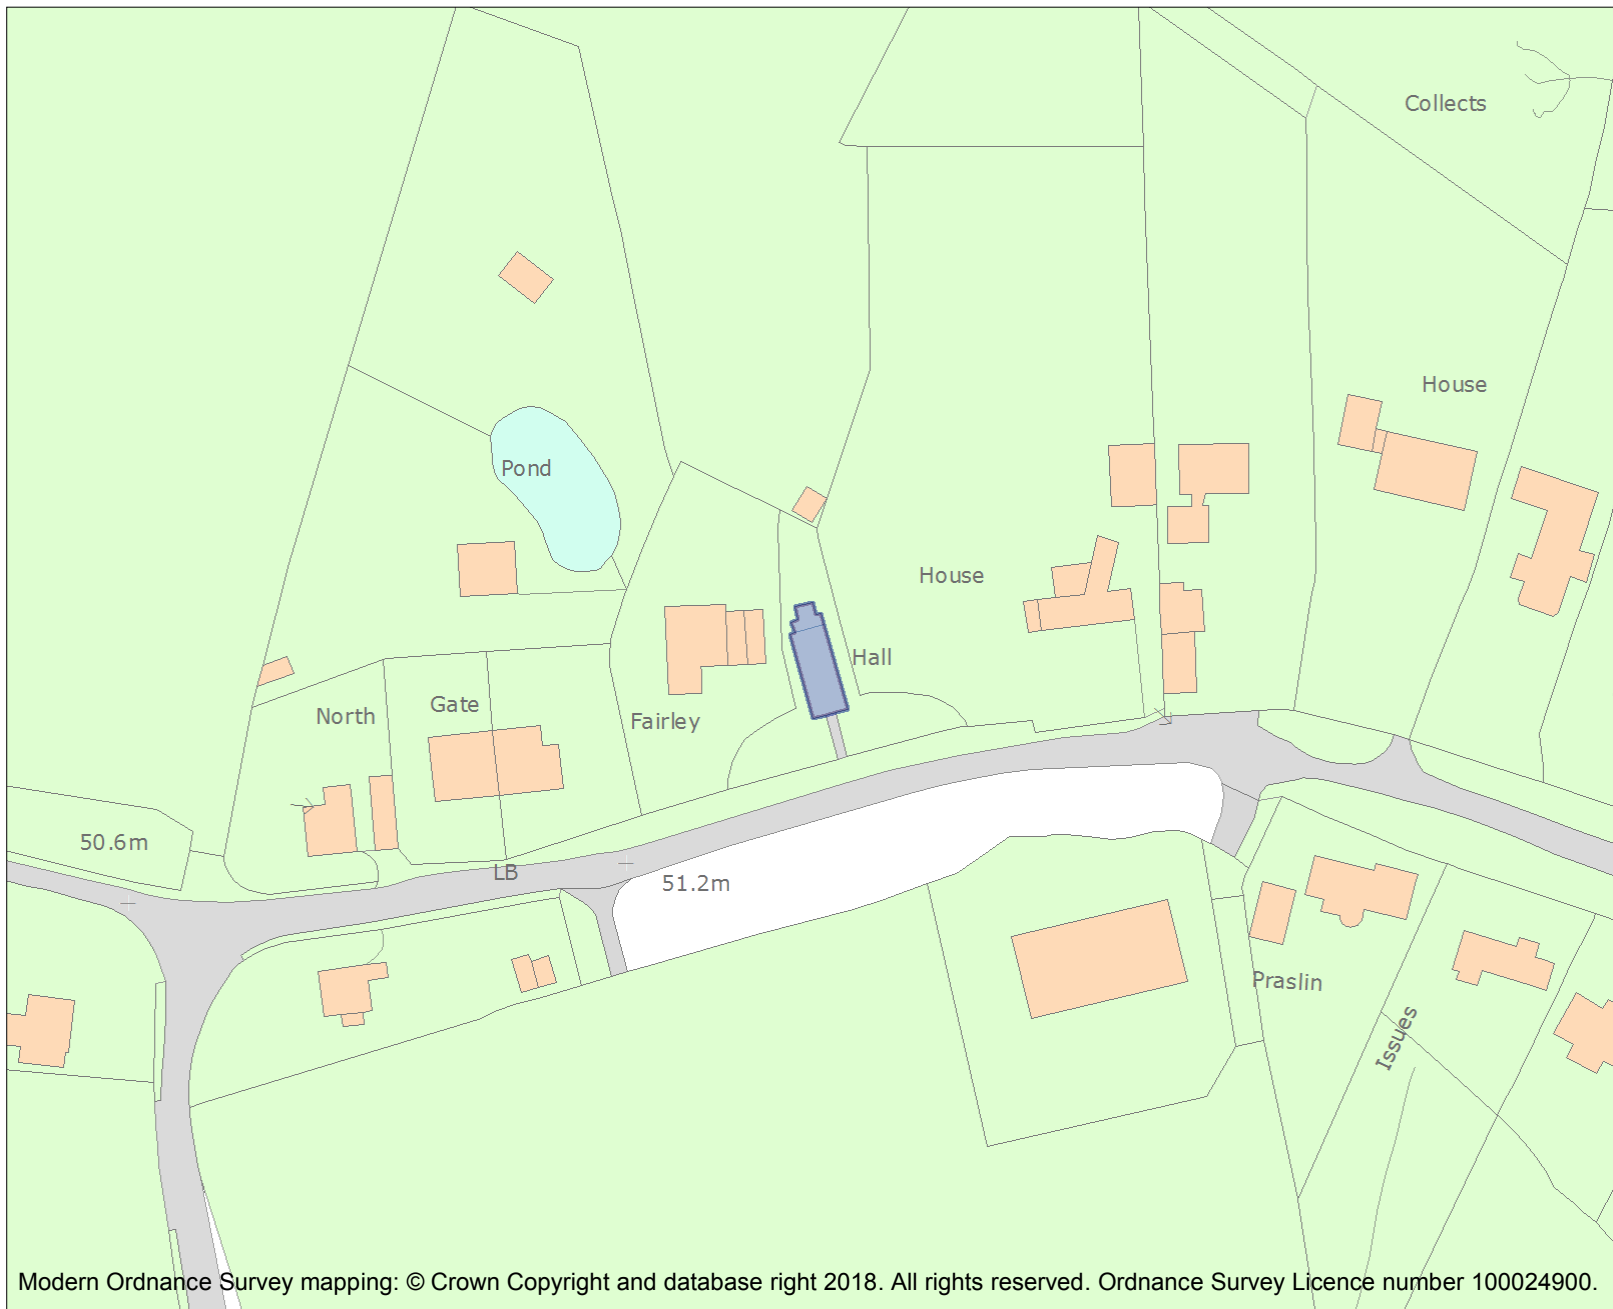 Collects
House
Pond
House
Hall
Gate
North
Fairley
50.6m
LB
51.2m
Praslin
Issues
Modern Ordnance Survey mapping: © Crown Copyright and database right 2018. All rights reserved. Ordnance Survey Licence number 100024900.